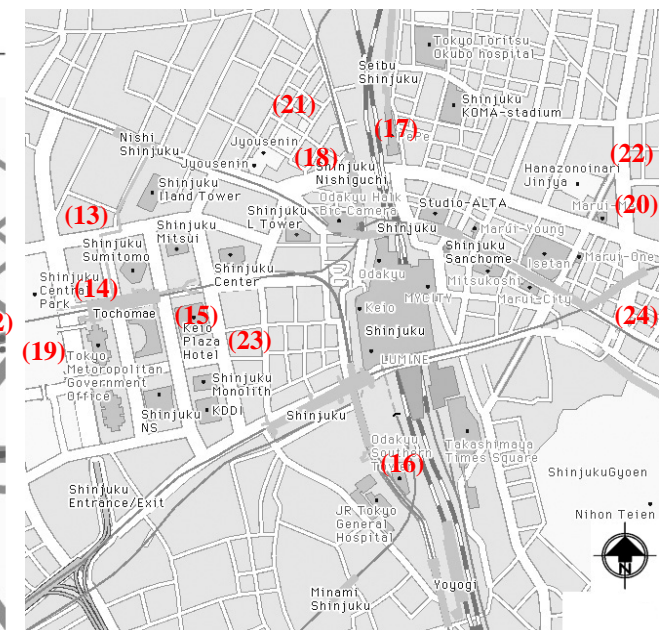 Tokyo Toritsu
Okubo hospital
Seibu
Shinjuku
(21)
Shinjuku
KOMA-stadium
(17)
PePe
Nishi
Shinjuku
Jyousenin
Jyousenin
(18)
(22)
Shinjuku
Nishiguchi
Hanazonoinari
Jinjya
Shinjuku
Iland Tower
Odakyu Halk
Bic Camera
Studio-ALTA
(20)
(13)
Shinjuku
L Tower
Shinjuku
Marui-Young
Shinjuku
Mitsui
Shinjuku
Sumitomo
Shinjuku
Sanchome
Isetan
Marui-One
Shinjuku
Center
Odakyu
Mitsukoshi
Shinjuku
Central
Park
(14)
MYCITY
Marui-City
Tochomae
(15)
Keio
2)
(24)
Keio
Plaza
Hotel
Shinjuku
(23)
(19)
Tokyo
Metoropolitan
Government
Office
LUMINE
Shinjuku
Monolith
Shinjuku
NS
KDDI
Shinjuku
Odakyu
Southern
Takashimaya
Times Square
(16)
ShinjukuGyoen
Shinjuku
Entrance/Exit
JR Tokyo
General
Hospital
Nihon Teien
N
Yoyogi
Minami
Shinjuku